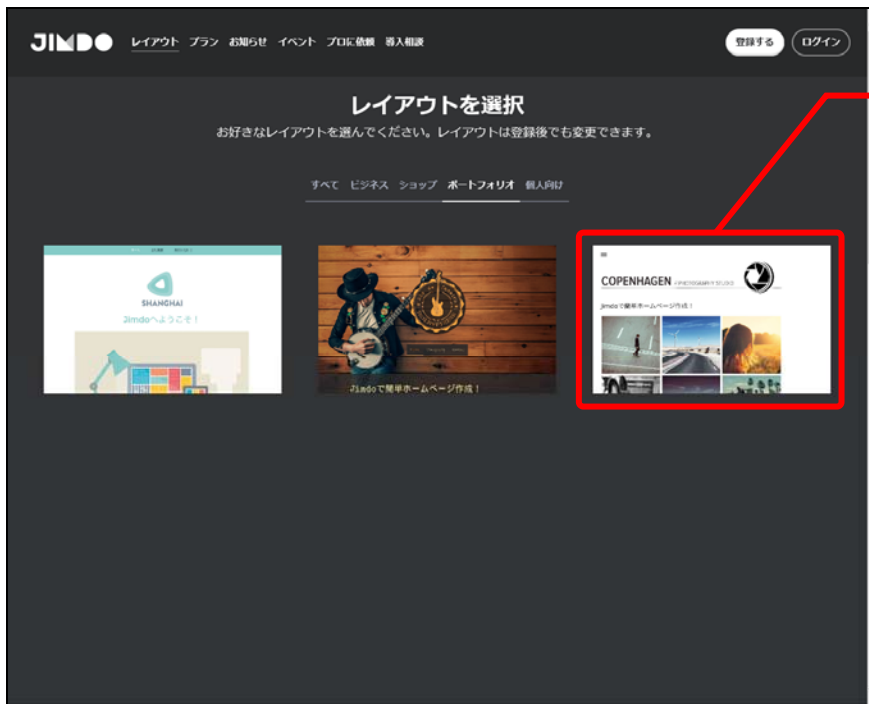 JIMDO レイアウト プラン お知らせ イベント プロに依頼 導入相談 登録する ログイン
レイアウトを選択
お好きなレイアウトを選んでください。レイアウトは登録後でも変更できます。
すべて ビジネス ショップ ポートフォリオ 個人向け
SHANGHAI
Jimdoへようこそ!
Jimdoで簡単ホームページ作成!
COPENHAGEN / PHOTOGRAPHY STUDIO
Jimdoで簡単ホームページ作成!